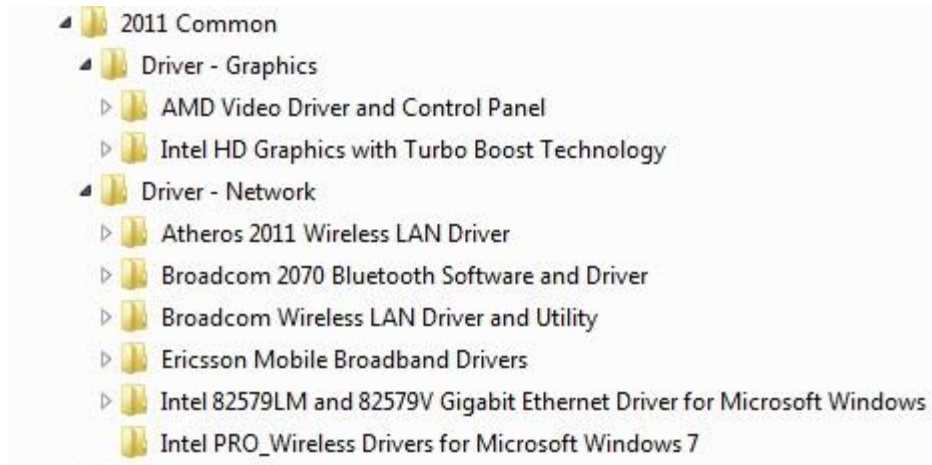 2011 Common
Driver - Graphics
AMD Video Driver and Control Panel
Intel HD Graphics with Turbo Boost Technology
Driver - Network
Atheros 2011 Wireless LAN Driver
Broadcom 2070 Bluetooth Software and Driver
Broadcom Wireless LAN Driver and Utility
Ericsson Mobile Broadband Drivers
Intel 82579LM and 82579V Gigabit Ethernet Driver for Microsoft Windows
Intel PRO_Wireless Drivers for Microsoft Windows 7